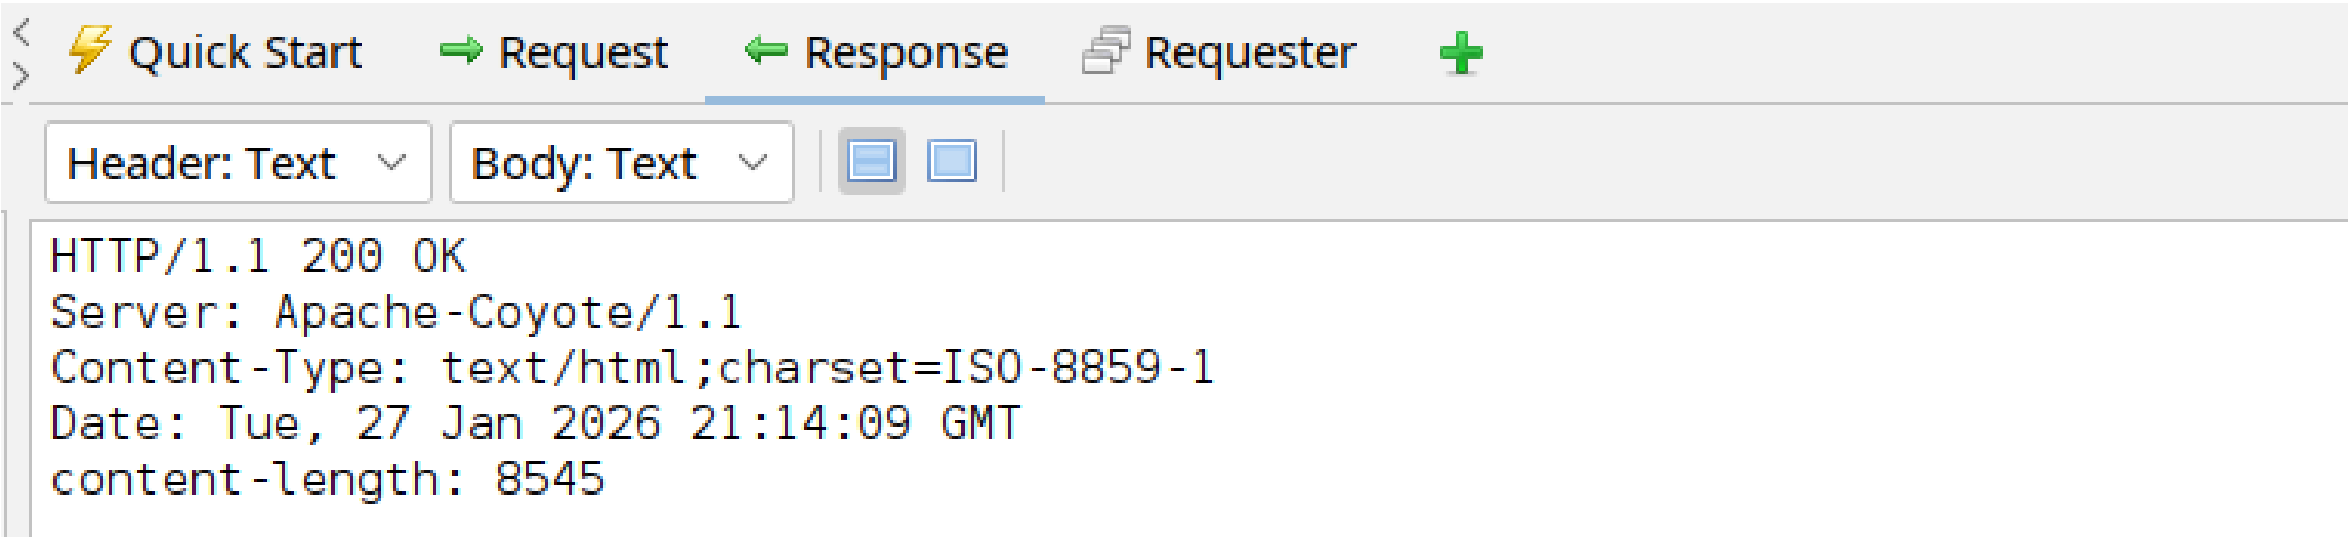 Quick Start Request Response Requester
Header: Text Body: Text
HTTP/1.1 200 OK
Server: Apache-Coyote/1.1
Content-Type: text/html;charset=ISO-8859-1
Date: Tue, 27 Jan 2026 21:14:09 GMT
content-length: 8545